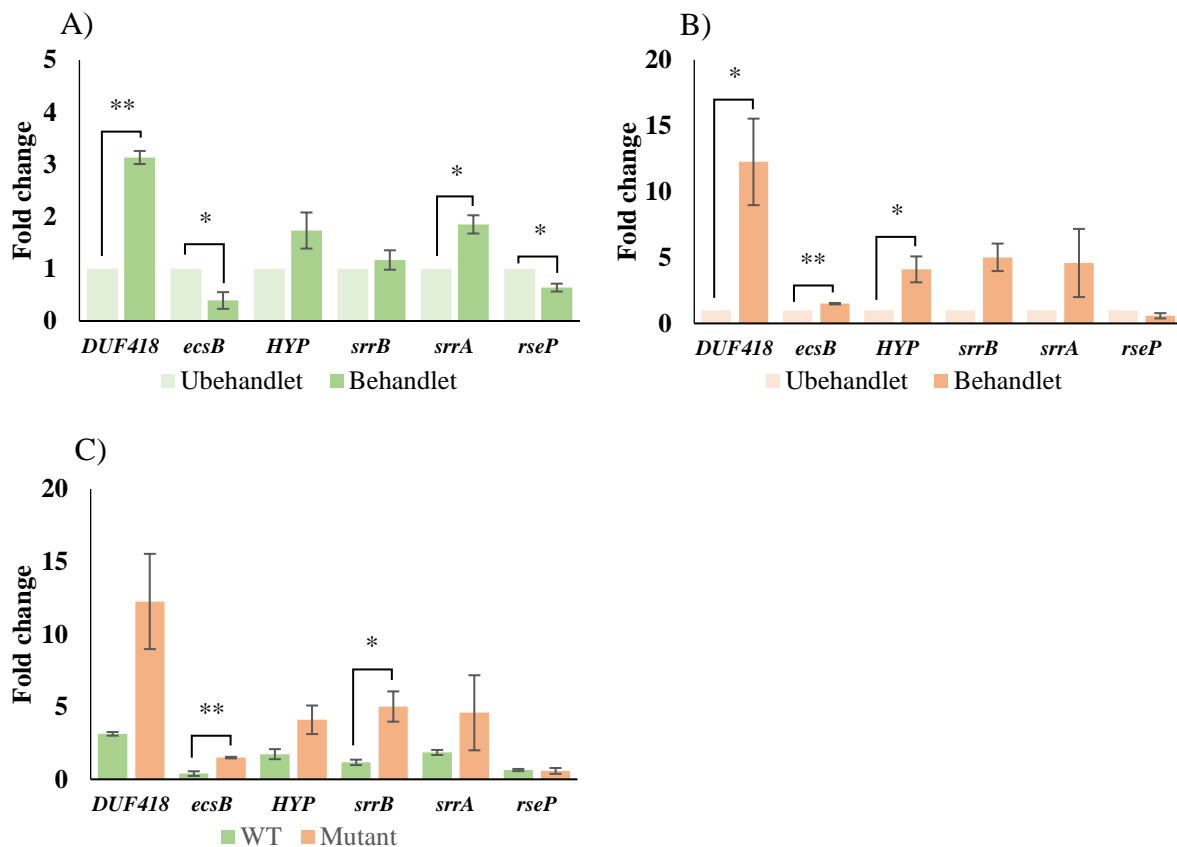 A)
Fold change
5
4
3
2
1
0
**
*
*
*
DUF418 ecsB HYP srrB srrA rseP
Ubehandlet Behandlet
B)
Fold change
20
15
10
5
0
*
**
*
DUF418 ecsB HYP srrB srrA rseP
Ubehandlet Behandlet
C)
Fold change
20
15
10
5
0
**
*
DUF418 ecsB HYP srrB srrA rseP
WT Mutant